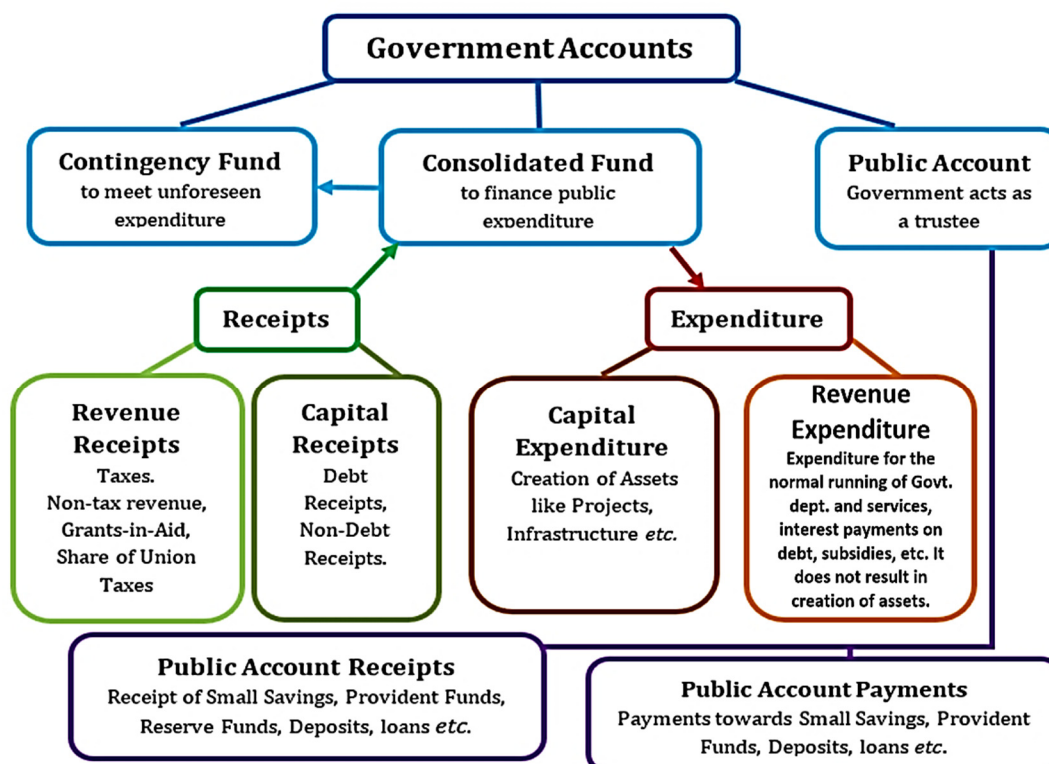 Government Accounts
Contingency Fund
to meet unforeseen
expenditure
Consolidated Fund
to finance public
expenditure
Public Account
Government acts as
a trustee
Receipts
Expenditure
Revenue
Receipts
Taxes.
Non-tax revenue,
Grants-in-Aid,
Share of Union
Taxes
Capital
Receipts
Debt
Receipts,
Non-Debt
Receipts.
Capital
Expenditure
Creation of Assets
like Projects,
Infrastructure etc.
Revenue
Expenditure
Expenditure for the
normal running of Govt.
dept. and services,
interest payments on
debt, subsidies, etc. It
does not result in
creation of assets.
Public Account Receipts
Receipt of Small Savings, Provident Funds,
Reserve Funds, Deposits, loans etc.
Public Account Payments
Payments towards Small Savings, Provident
Funds, Deposits, loans etc.